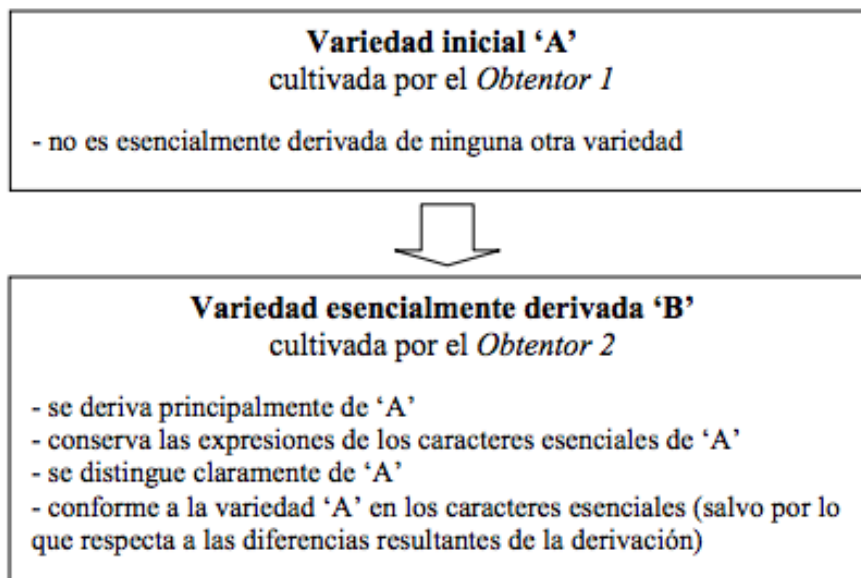 Variedad inicial ‘A’
cultivada por el Obtentor 1
- no es esencialmente derivada de ninguna otra variedad
Variedad esencialmente derivada ‘B’
cultivada por el Obtentor 2
- se deriva principalmente de ‘A’
- conserva las expresiones de los caracteres esenciales de ‘A’
- se distingue claramente de ‘A’
- conforme a la variedad ‘A’ en los caracteres esenciales (salvo por lo
que respecta a las diferencias resultantes de la derivación)